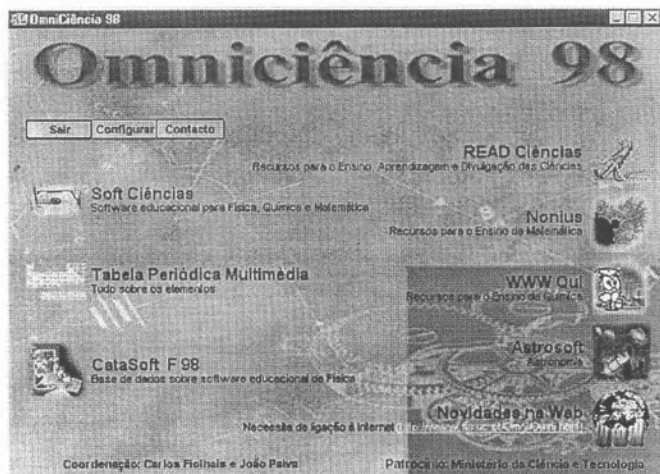 OmniCiência 98
Omniciência 98
Sair Configurar Contacto
READ Ciências
Recursos para o Ensino, Aprendizagem e Divulgação das Ciências
Soft Ciências
Software educacional para Física, Química e Matemática
Nonius
Recursos para o Ensino da Matemática
Tabela Periódica Multimédia
Tudo sobre os elementos
WWW Qui
Recursos para o Ensino da Química
CataSoft F 98
Base de dados sobre software educacional de Física
Astrosoft
Astronomia
Novidades na Web
Necessita de ligação à Internet
Coordenação: Carlos Fiolhais e João Paiva
Patrocínio: Ministério da Ciência e Tecnologia